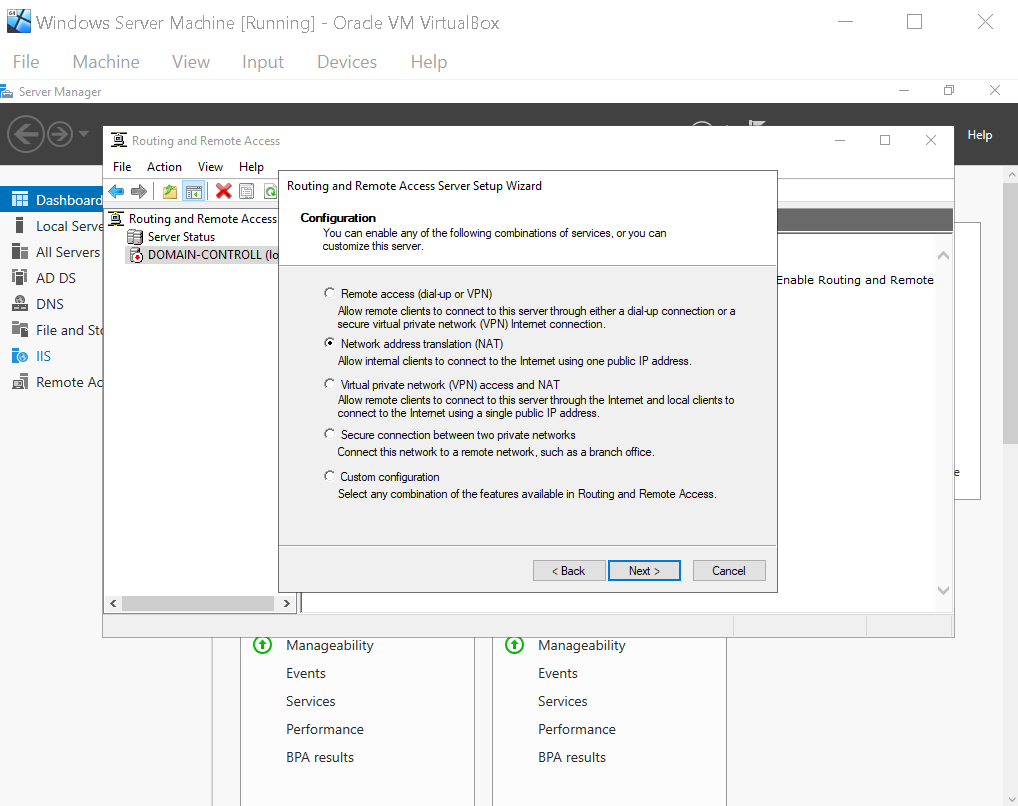 Windows Server Machine [Running] - Oracle VM VirtualBox
File Machine View Input Devices Help
Server Manager
Help
Routing and Remote Access
File Action View Help
Dashboard
Local Serve
All Servers
AD DS
DNS
File and Sto
IIS
Remote Ac
Routing and Remote Access
Server Status
DOMAIN-CONTROLL (lo
Routing and Remote Access Server Setup Wizard
Configuration
You can enable any of the following combinations of services, or you can
customize this server.
Remote access (dial-up or VPN)
Allow remote clients to connect to this server through either a dial-up connection or a
secure virtual private network (VPN) Internet connection.
Network address translation (NAT)
Allow internal clients to connect to the Internet using one public IP address.
Virtual private network (VPN) access and NAT
Allow remote clients to connect to this server through the Internet and local clients to
connect to the Internet using a single public IP address.
Secure connection between two private networks
Connect this network to a remote network, such as a branch office.
Custom configuration
Select any combination of the features available in Routing and Remote Access.
< Back Next > Cancel
Enable Routing and Remote
e
Manageability
Events
Services
Performance
BPA results
Manageability
Events
Services
Performance
BPA results